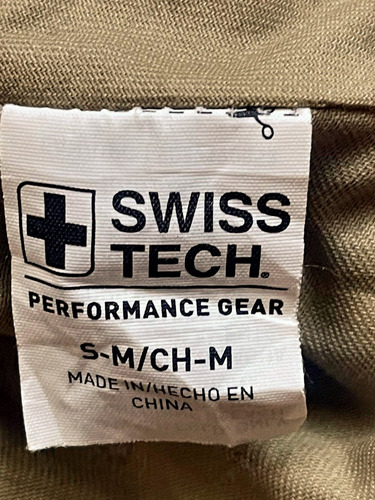 SWISS
TECH®
PERFORMANCE GEAR
S-M/CH-M
MADE IN/HECHO EN
CHINA